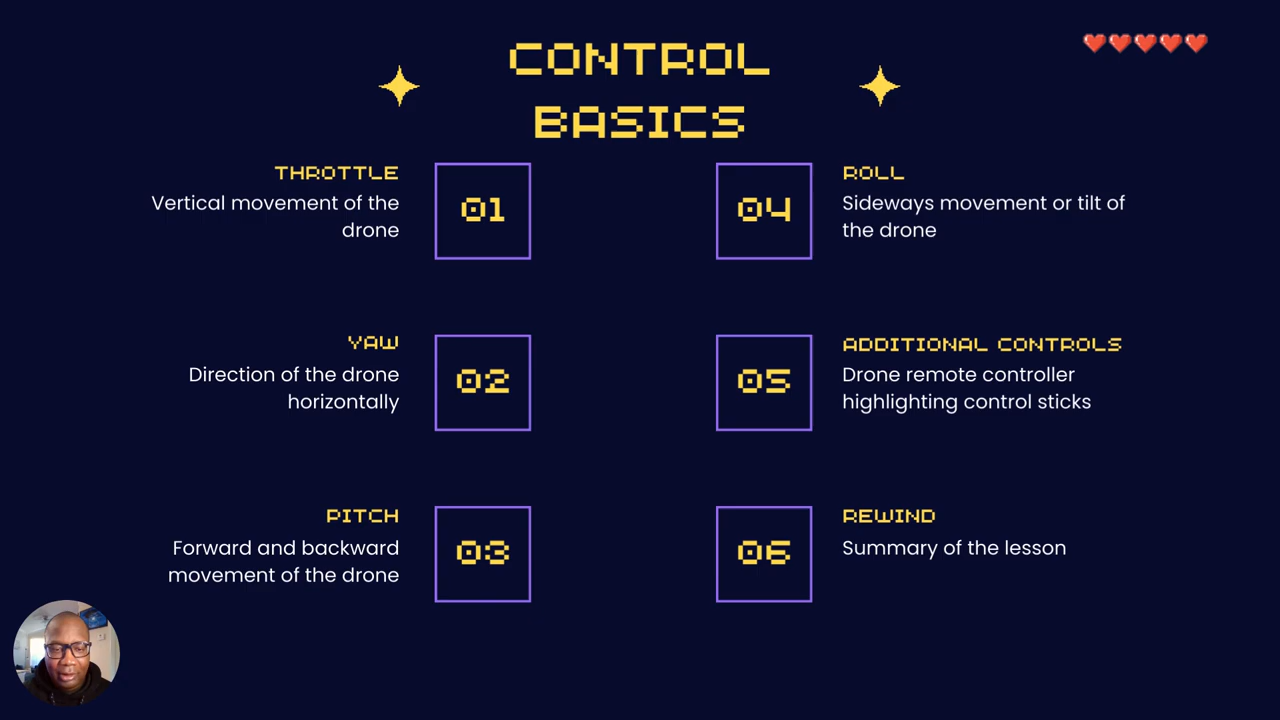 CONTROL
BASICS
THROTTLE
Vertical movement of the
drone
01
YAW
Direction of the drone
horizontally
02
PITCH
Forward and backward
movement of the drone
03
04
ROLL
Sideways movement or tilt of
the drone
05
ADDITIONAL CONTROLS
Drone remote controller
highlighting control sticks
06
REWIND
Summary of the lesson